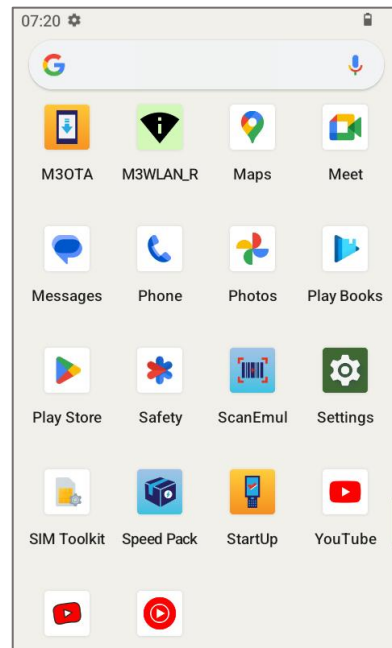 07:20
M3OTA M3WLAN_R Maps Meet
Messages Phone Photos Play Books
Play Store Safety ScanEmul Settings
SIM Toolkit Speed Pack StartUp YouTube